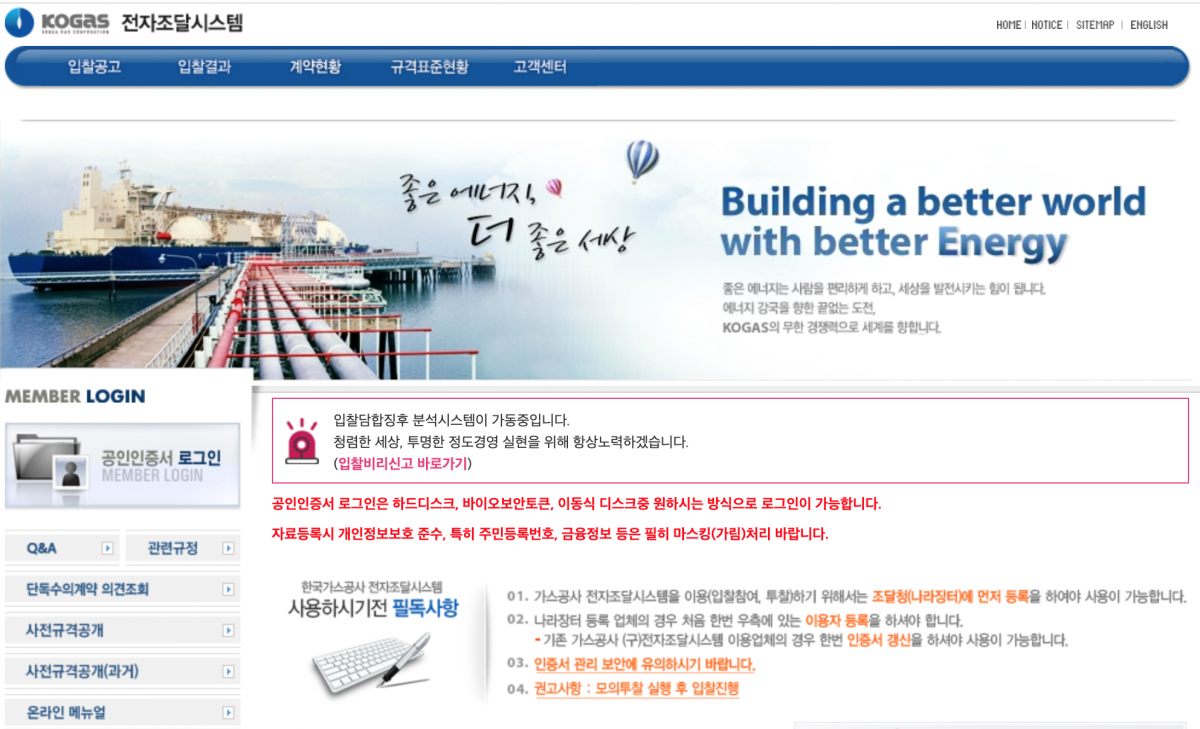 KOGAS 전자조달시스템
KOREA GAS CORPORATION
HOME | NOTICE | SITEMAP | ENGLISH
입찰공고 입찰결과 계약현황 규격표준현황 고객센터
좋은 에너지,
더 좋은 세상
Building a better world
with better Energy
좋은 에너지는 사람을 편리하게 하고, 세상을 발전시키는 힘이 됩니다.
에너지 강국을 향한 끝없는 도전,
KOGAS의 무한 경쟁력으로 세계를 향합니다.
MEMBER LOGIN
공인인증서 로그인
MEMBER LOGIN
Q&A
관련규정
단독수의계약 의견조회
사전규격공개
사전규격공개(과거)
온라인 메뉴얼
입찰담합징후 분석시스템이 가동중입니다.
청렴한 세상, 투명한 정도경영 실현을 위해 항상노력하겠습니다.
(입찰비리신고 바로가기)
공인인증서 로그인은 하드디스크, 바이오보안토큰, 이동식 디스크중 원하시는 방식으로 로그인이 가능합니다.
자료등록시 개인정보보호 준수, 특히 주민등록번호, 금융정보 등은 필히 마스킹(가림)처리 바랍니다.
한국가스공사 전자조달시스템
사용하시기전 필독사항
01. 가스공사 전자조달시스템을 이용(입찰참여, 투찰)하기 위해서는 조달청(나라장터)에 먼저 등록을 하여야 사용이 가능합니다.
02. 나라장터 등록 업체의 경우 처음 한번 우측에 있는 이용자 등록을 하셔야 합니다.
- 기존 가스공사 (구)전자조달시스템 이용업체의 경우 한번 인증서 갱신을 하셔야 사용이 가능합니다.
03. 인증서 관리 보안에 유의하시기 바랍니다.
04. 권고사항 : 모의투찰 실행 후 입찰진행